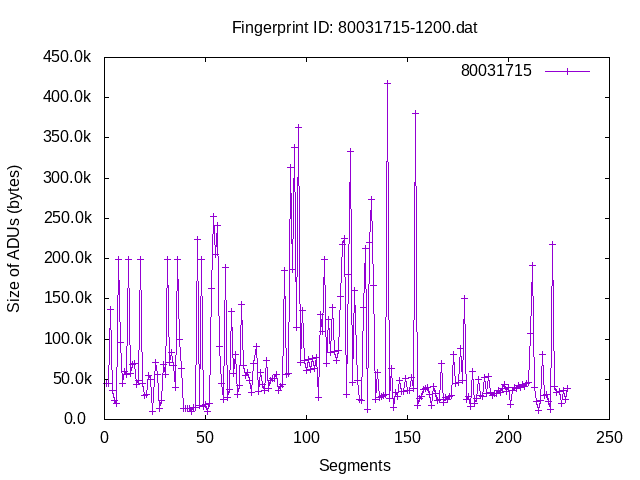 Fingerprint ID: 80031715-1200.dat
450.0k
80031715
400.0k
350.0k
300.0k
250.0k
200.0k
150.0k
100.0k
50.0k
0.0
Size of ADUs (bytes)
0 50 100 150 200 250
Segments